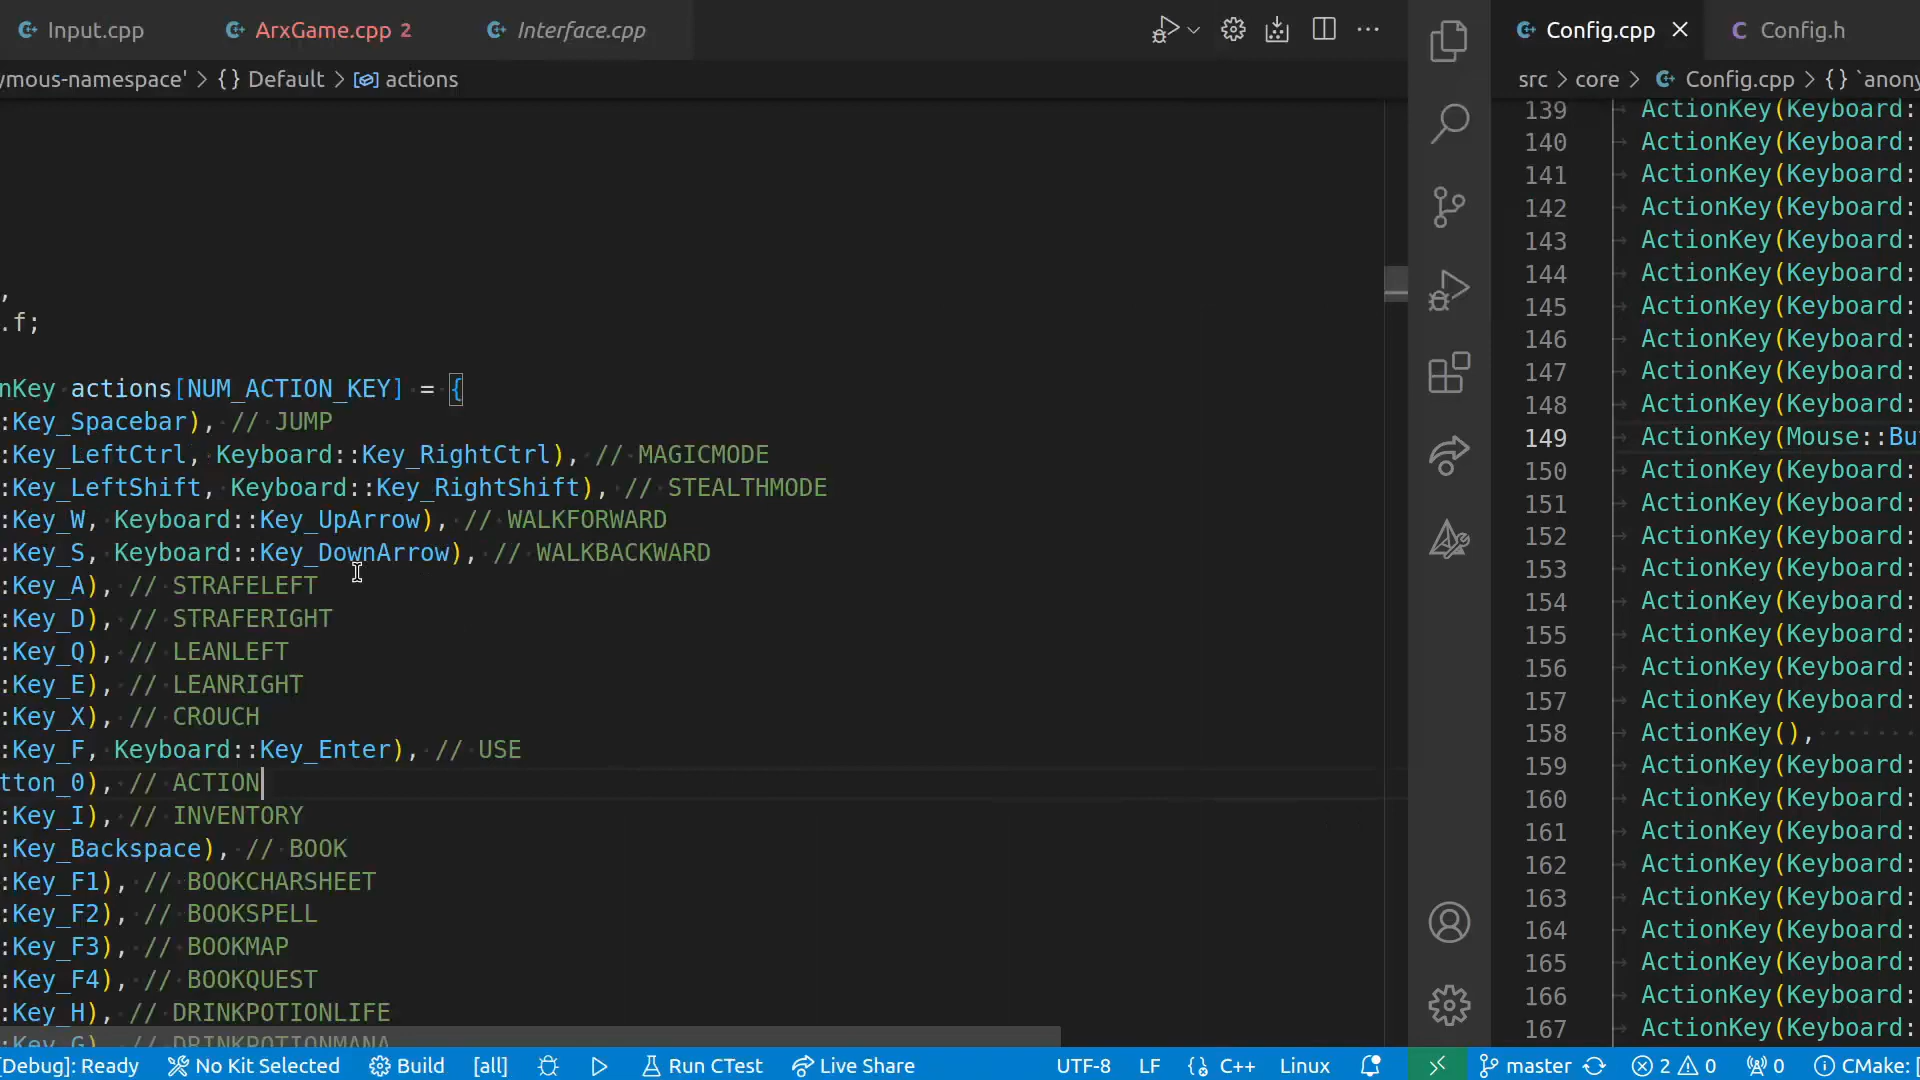 Input.cpp
ArxGame.cpp 2
Interface.cpp
ymous-namespace' > {} Default > actions
,
.f;
nKey actions[NUM_ACTION_KEY] = {
:Key_Spacebar), // JUMP
:Key_LeftCtrl, Keyboard::Key_RightCtrl), // MAGICMODE
:Key_LeftShift, Keyboard::Key_RightShift), // STEALTHMODE
:Key_W, Keyboard::Key_UpArrow), // WALKFORWARD
:Key_S, Keyboard::Key_DownArrow), // WALKBACKWARD
:Key_A), // STRAFELEFT
:Key_D), // STRAFERIGHT
:Key_Q), // LEANLEFT
:Key_E), // LEANRIGHT
:Key_X), // CROUCH
:Key_F, Keyboard::Key_Enter), // USE
tton_0), // ACTION
:Key_I), // INVENTORY
:Key_Backspace), // BOOK
:Key_F1), // BOOKCHARSHEET
:Key_F2), // BOOKSPELL
:Key_F3), // BOOKMAP
:Key_F4), // BOOKQUEST
:Key_H), // DRINKPOTIONLIFE
:Key_G), // DRINKPOTIONMANA
Config.cpp
C Config.h
src > core > Config.cpp > {} `anony
139 ActionKey(Keyboard:
140 ActionKey(Keyboard:
141 ActionKey(Keyboard:
142 ActionKey(Keyboard:
143 ActionKey(Keyboard:
144 ActionKey(Keyboard:
145 ActionKey(Keyboard:
146 ActionKey(Keyboard:
147 ActionKey(Keyboard:
148 ActionKey(Keyboard:
149 ActionKey(Mouse::Bu
150 ActionKey(Keyboard:
151 ActionKey(Keyboard:
152 ActionKey(Keyboard:
153 ActionKey(Keyboard:
154 ActionKey(Keyboard:
155 ActionKey(Keyboard:
156 ActionKey(Keyboard:
157 ActionKey(Keyboard:
158 ActionKey(),
159 ActionKey(Keyboard:
160 ActionKey(Keyboard:
161 ActionKey(Keyboard:
162 ActionKey(Keyboard:
163 ActionKey(Keyboard:
164 ActionKey(Keyboard:
165 ActionKey(Keyboard:
166 ActionKey(Keyboard:
167 ActionKey(Keyboard:
[Debug]: Ready No Kit Selected Build [all] Run CTest Live Share UTF-8 LF {} C++ Linux master 2 0 0 CMake: [